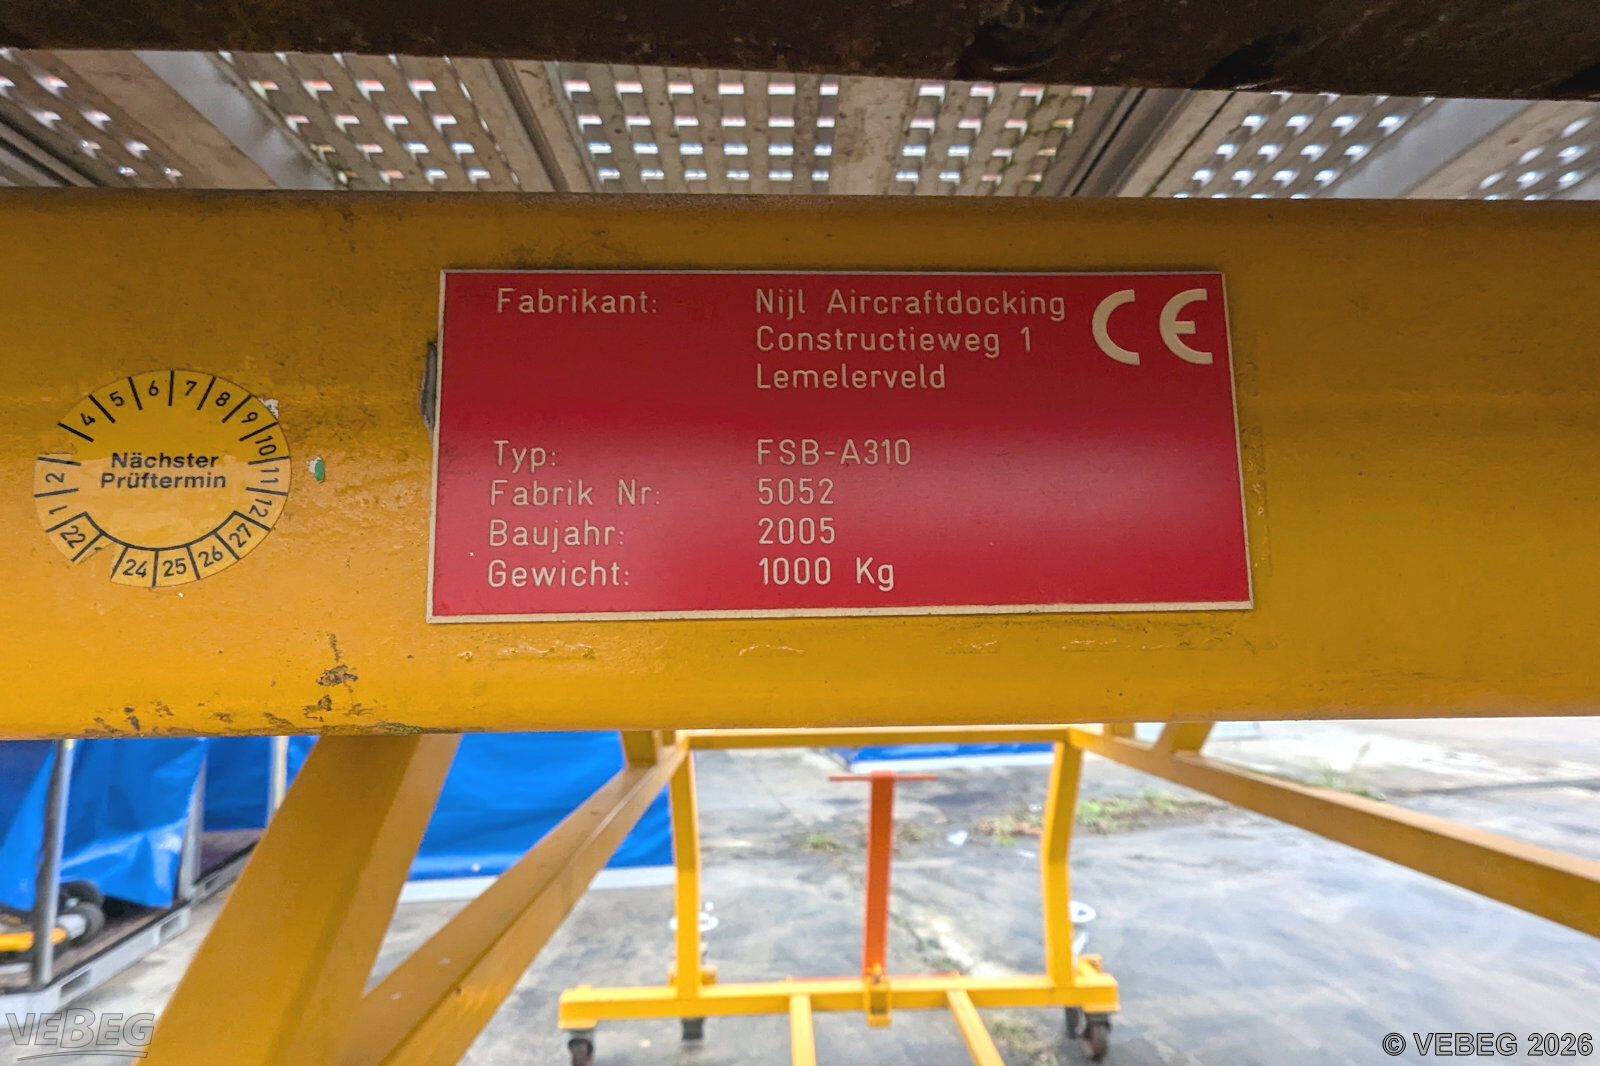 Fabrikant: Nijl Aircraftdocking
Constructieweg 1
Lemelerveld
CE
Typ: FSB-A310
Fabrik Nr: 5052
Baujahr: 2005
Gewicht: 1000 Kg
1 2 4 5 6 7 8 9 10 11 12
Nächster
Prüftermin
22 24 25 26 27
VEBEG
© VEBEG 2026